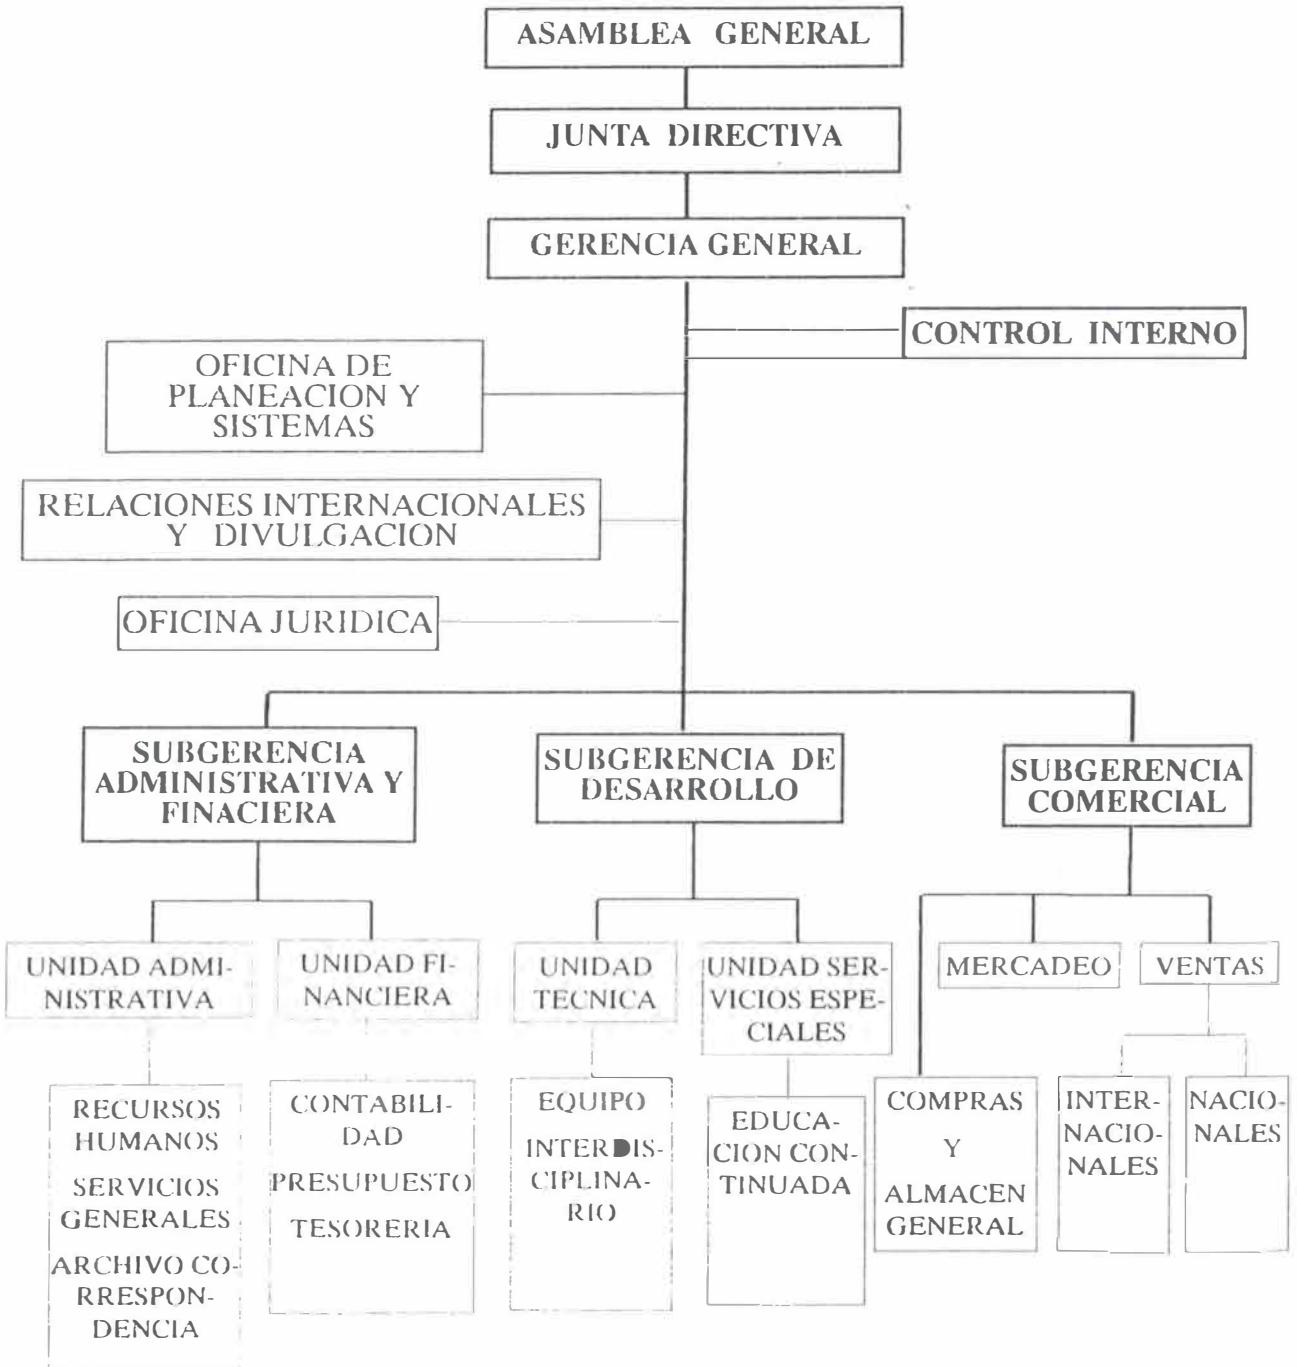 ASAMBLEA GENERAL
JUNTA DIRECTIVA
GERENCIA GENERAL
CONTROL INTERNO
OFICINA DE
PLANEACION Y
SISTEMAS
RELACIONES INTERNACIONALES
Y DIVULGACION
OFICINA JURIDICA
SUBGERENCIA
ADMINISTRATIVA Y
FINACIERA
SUBGERENCIA DE
DESARROLLO
SUBGERENCIA
COMERCIAL
UNIDAD ADMI-
NISTRATIVA
UNIDAD FI-
NANCIERA
UNIDAD
TECNICA
UNIDAD SER-
VICIOS ESPE-
CIALES
MERCADEO
VENTAS
RECURSOS
HUMANOS
SERVICIOS
GENERALES
ARCHIVO CO-
RRESPON-
DENCIA
CONTABILI-
DAD
PRESUPUESTO
TESORERIA
EQUIPO
INTERDIS-
CIPLINA-
RIO
EDUCA-
CION CON-
TINUADA
COMPRAS
Y
ALMACEN
GENERAL
INTER-
NACIO-
NALES
NACIO-
NALES